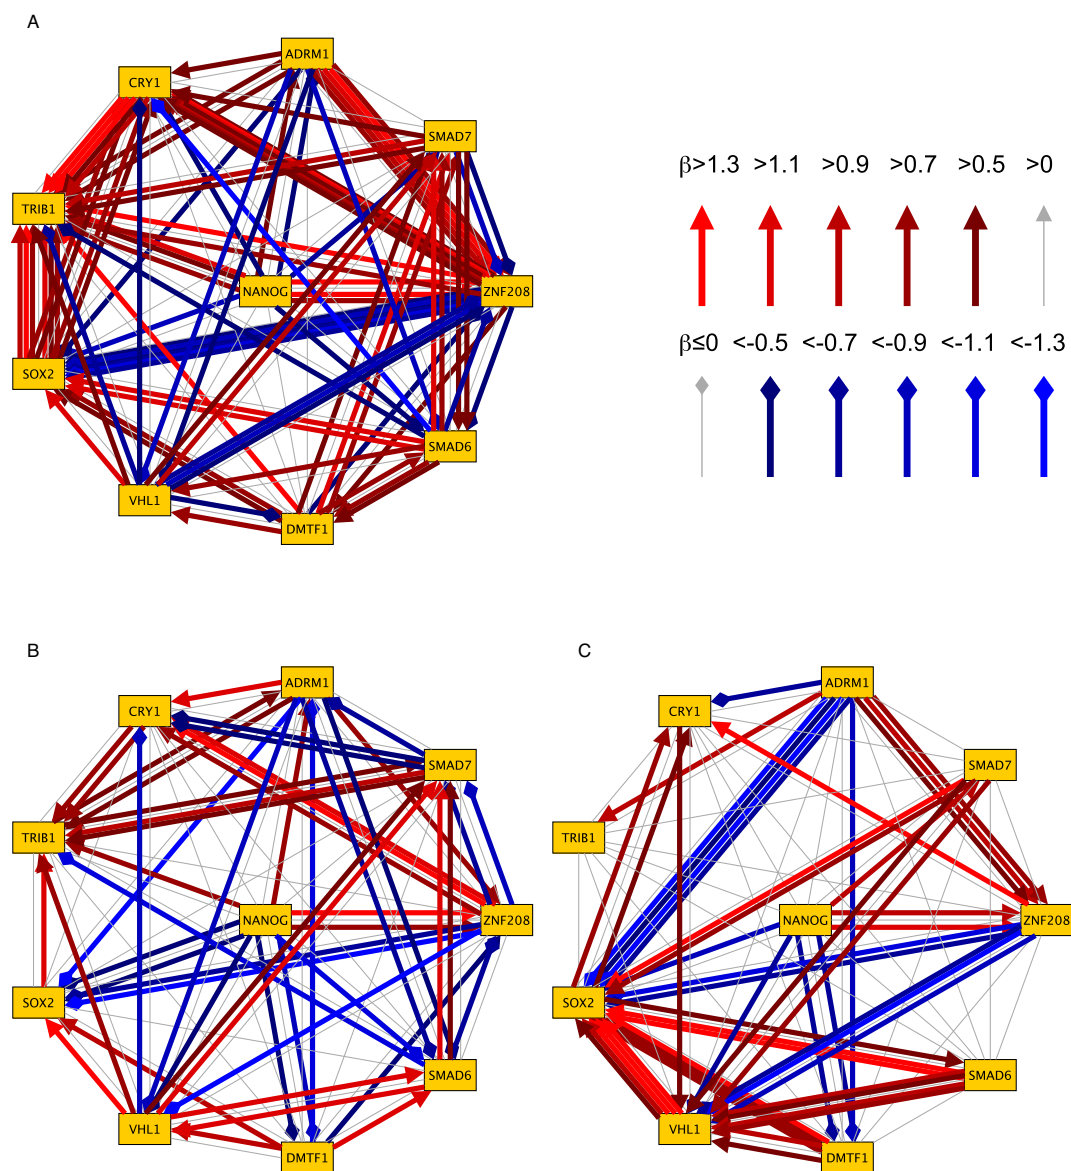 A
ADRM1
CRY1
SMAD7
TRIB1
NANOG
ZNF208
SOX2
SMAD6
VHL1
DMTF1
β>1.3 >1.1 >0.9 >0.7 >0.5 >0
β≤0 <-0.5 <-0.7 <-0.9 <-1.1 <-1.3
B
ADRM1
CRY1
SMAD7
TRIB1
NANOG
ZNF208
SOX2
SMAD6
VHL1
DMTF1
C
ADRM1
CRY1
SMAD7
TRIB1
NANOG
ZNF208
SOX2
SMAD6
VHL1
DMTF1